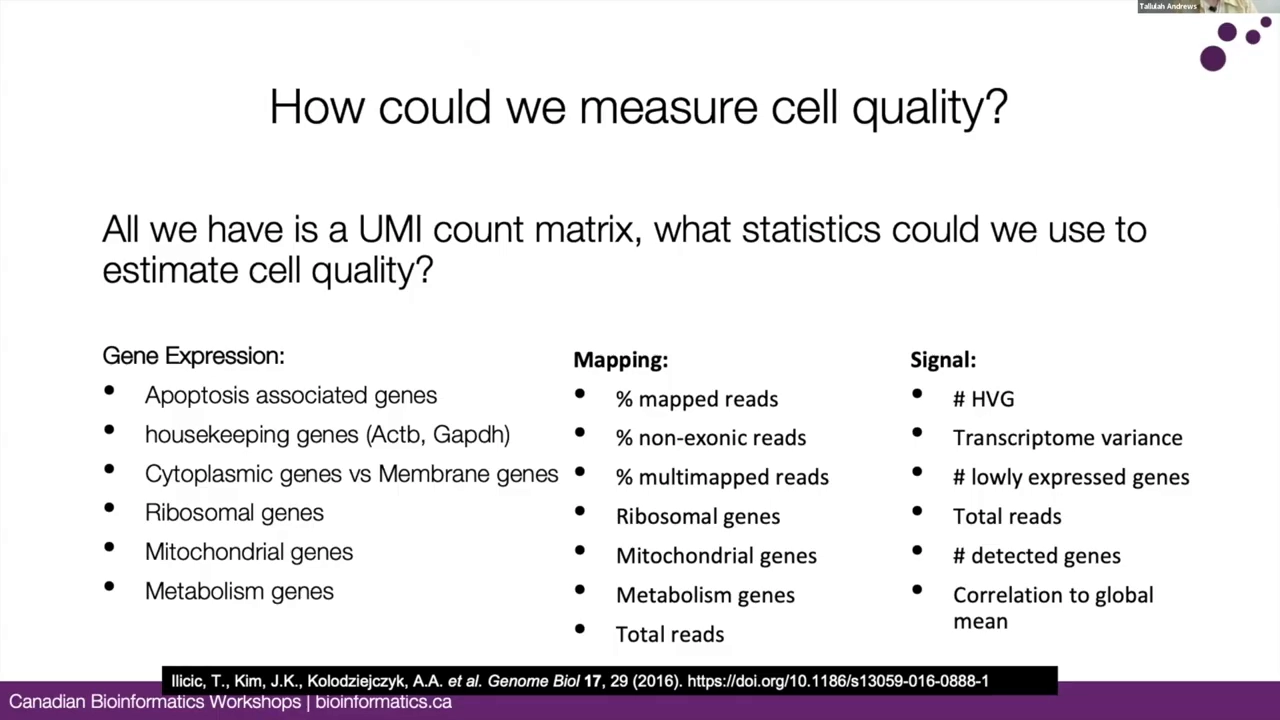 Tallulah Andrews
How could we measure cell quality?
All we have is a UMI count matrix, what statistics could we use to
estimate cell quality?
Gene Expression:
• Apoptosis associated genes
• housekeeping genes (Actb, Gapdh)
• Cytoplasmic genes vs Membrane genes
• Ribosomal genes
• Mitochondrial genes
• Metabolism genes
Mapping:
• % mapped reads
• % non-exonic reads
• % multimapped reads
• Ribosomal genes
• Mitochondrial genes
• Metabolism genes
• Total reads
Signal:
• # HVG
• Transcriptome variance
• # lowly expressed genes
• Total reads
• # detected genes
• Correlation to global
mean
Ilicic, T., Kim, J.K., Kolodziejczyk, A.A. et al. Genome Biol 17, 29 (2016). https://doi.org/10.1186/s13059-016-0888-1
Canadian Bioinformatics Workshops | bioinformatics.ca